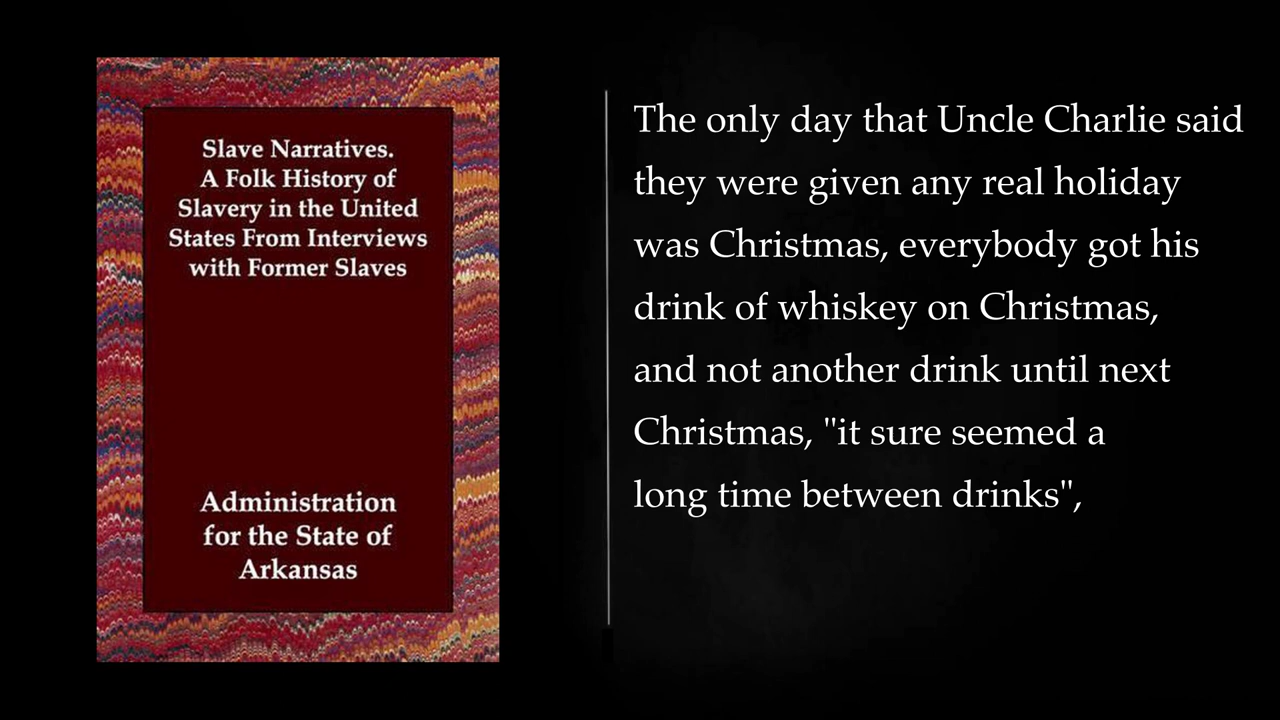 Slave Narratives.
A Folk History of
Slavery in the United
States From Interviews
with Former Slaves
Administration
for the State of
Arkansas
The only day that Uncle Charlie said
they were given any real holiday
was Christmas, everybody got his
drink of whiskey on Christmas,
and not another drink until next
Christmas, "it sure seemed a
long time between drinks",